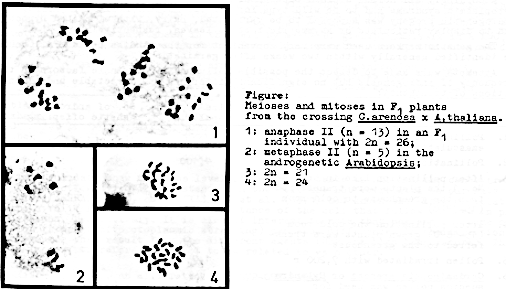 1
2
3
4
Figure:
Meioses and mitoses in F1 plants
from the crossing C.arenosa x A.thaliana.
1: anaphase II (n = 13) in an F1
individual with 2n = 26;
2: metaphase II (n = 5) in the
androgenetic Arabidopsis;
3: 2n = 21
4: 2n = 24